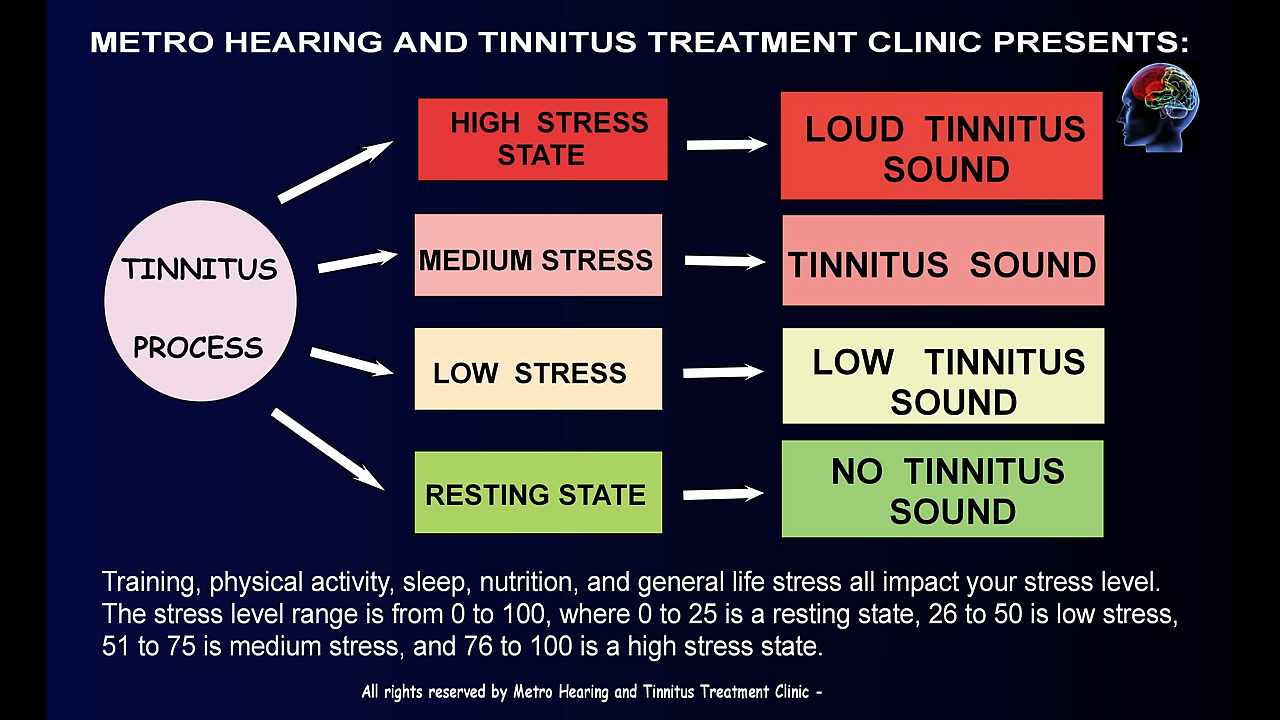 METRO HEARING AND TINNITUS TREATMENT CLINIC PRESENTS:
TINNITUS
PROCESS
HIGH STRESS
STATE
LOUD TINNITUS
SOUND
MEDIUM STRESS
TINNITUS SOUND
LOW STRESS
LOW TINNITUS
SOUND
RESTING STATE
NO TINNITUS
SOUND
Training, physical activity, sleep, nutrition, and general life stress all impact your stress level.
The stress level range is from 0 to 100, where 0 to 25 is a resting state, 26 to 50 is low stress,
51 to 75 is medium stress, and 76 to 100 is a high stress state.
All rights reserved by Metro Hearing and Tinnitus Treatment Clinic -